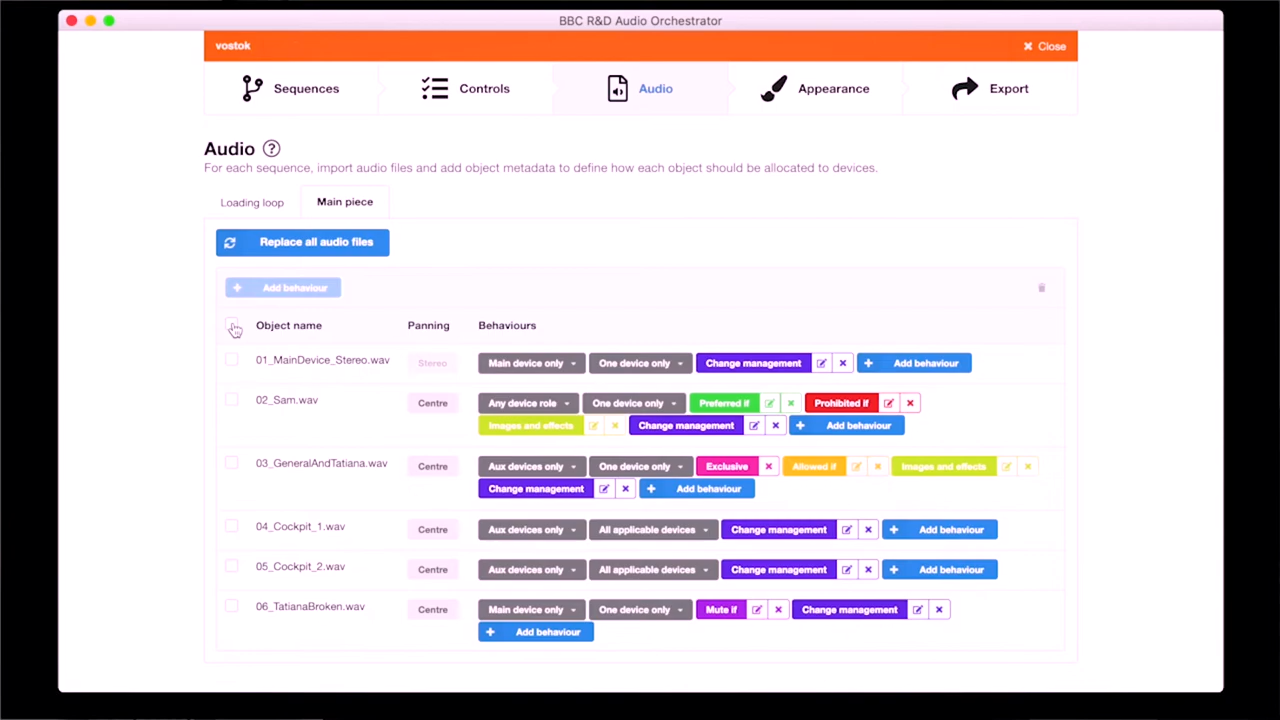 BBC R&D Audio Orchestrator
vostok
Close
Sequences
Controls
Audio
Appearance
Export
Audio
For each sequence, import audio files and add object metadata to define how each object should be allocated to devices.
Loading loop
Main piece
Replace all audio files
Add behaviour
Object name Panning Behaviours
01_MainDevice_Stereo.wav Stereo Main device only One device only Change management Add behaviour
02_Sam.wav Centre Any device role One device only Preferred if Prohibited if
Images and effects Change management Add behaviour
03_GeneralAndTatiana.wav Centre Aux devices only One device only Exclusive Allowed if Images and effects
Change management Add behaviour
04_Cockpit_1.wav Centre Aux devices only All applicable devices Change management Add behaviour
05_Cockpit_2.wav Centre Aux devices only All applicable devices Change management Add behaviour
06_TatianaBroken.wav Centre Main device only One device only Mute if Change management
Add behaviour